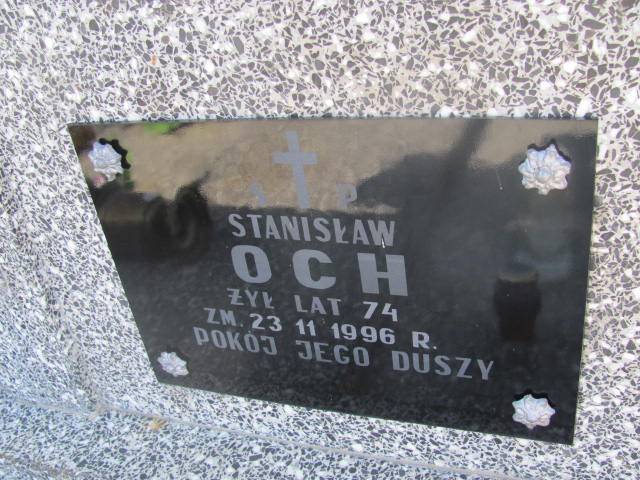 Ś P
STANISŁAW
OCH
ŻYŁ LAT 74
ZM. 23 11 1996 R.
POKÓJ JEGO DUSZY